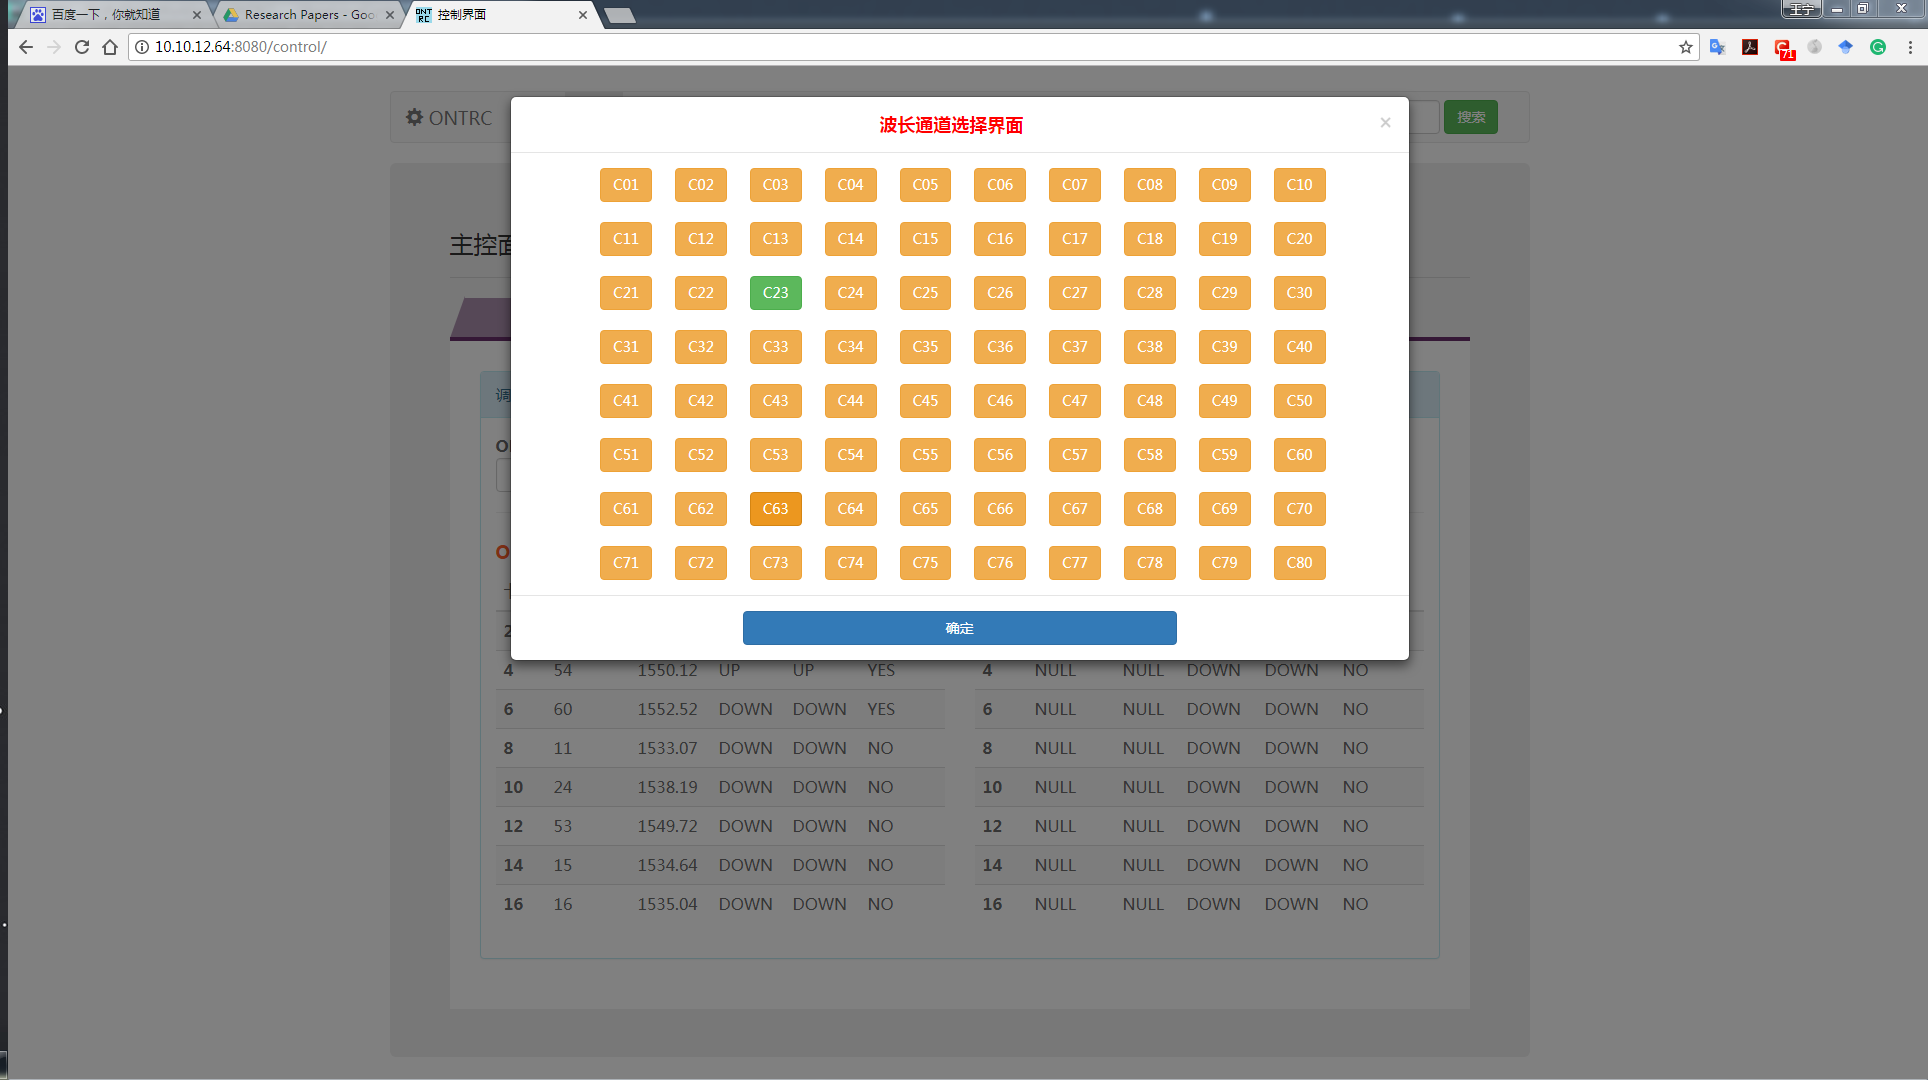 百度一下，你就知道
Research Papers - Goo
控制界面
王宁
10.10.12.64:8080/control/
71
ONTRC
搜索
波长通道选择界面
×
C01 C02 C03 C04 C05 C06 C07 C08 C09 C10
C11 C12 C13 C14 C15 C16 C17 C18 C19 C20
主控面
C21 C22 C23 C24 C25 C26 C27 C28 C29 C30
C31 C32 C33 C34 C35 C36 C37 C38 C39 C40
调
C41 C42 C43 C44 C45 C46 C47 C48 C49 C50
C51 C52 C53 C54 C55 C56 C57 C58 C59 C60
C61 C62 C63 C64 C65 C66 C67 C68 C69 C70
C71 C72 C73 C74 C75 C76 C77 C78 C79 C80
确定
2
4 54 1550.12 UP UP YES 4 NULL NULL DOWN DOWN NO
6 60 1552.52 DOWN DOWN YES 6 NULL NULL DOWN DOWN NO
8 11 1533.07 DOWN DOWN NO 8 NULL NULL DOWN DOWN NO
10 24 1538.19 DOWN DOWN NO 10 NULL NULL DOWN DOWN NO
12 53 1549.72 DOWN DOWN NO 12 NULL NULL DOWN DOWN NO
14 15 1534.64 DOWN DOWN NO 14 NULL NULL DOWN DOWN NO
16 16 1535.04 DOWN DOWN NO 16 NULL NULL DOWN DOWN NO